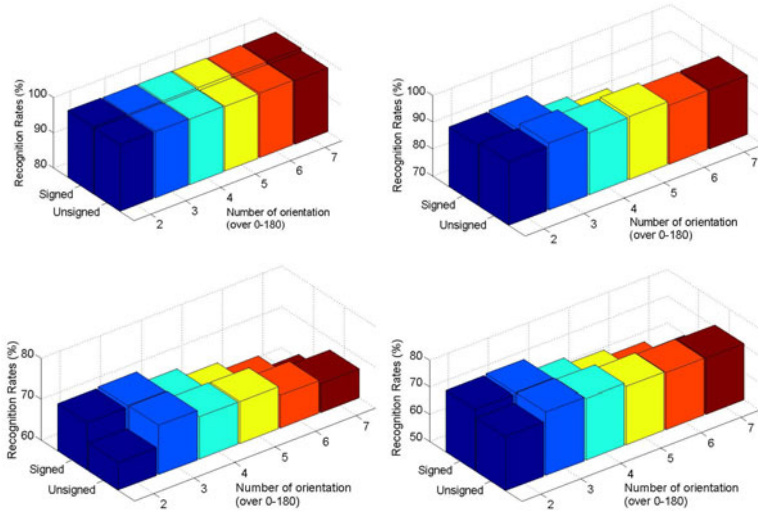 Recognition Rates (%)
100
90
80
Signed
Unsigned
2
3
4
5
6
7
Number of orientation
(over 0-180)
Recognition Rates (%)
100
90
80
70
Signed
Unsigned
2
3
4
5
6
7
Number of orientation
(over 0-180)
Recognition Rates (%)
80
70
60
Signed
Unsigned
2
3
4
5
6
7
Number of orientation
(over 0-180)
Recognition Rates (%)
80
70
60
50
Signed
Unsigned
2
3
4
5
6
7
Number of orientation
(over 0-180)